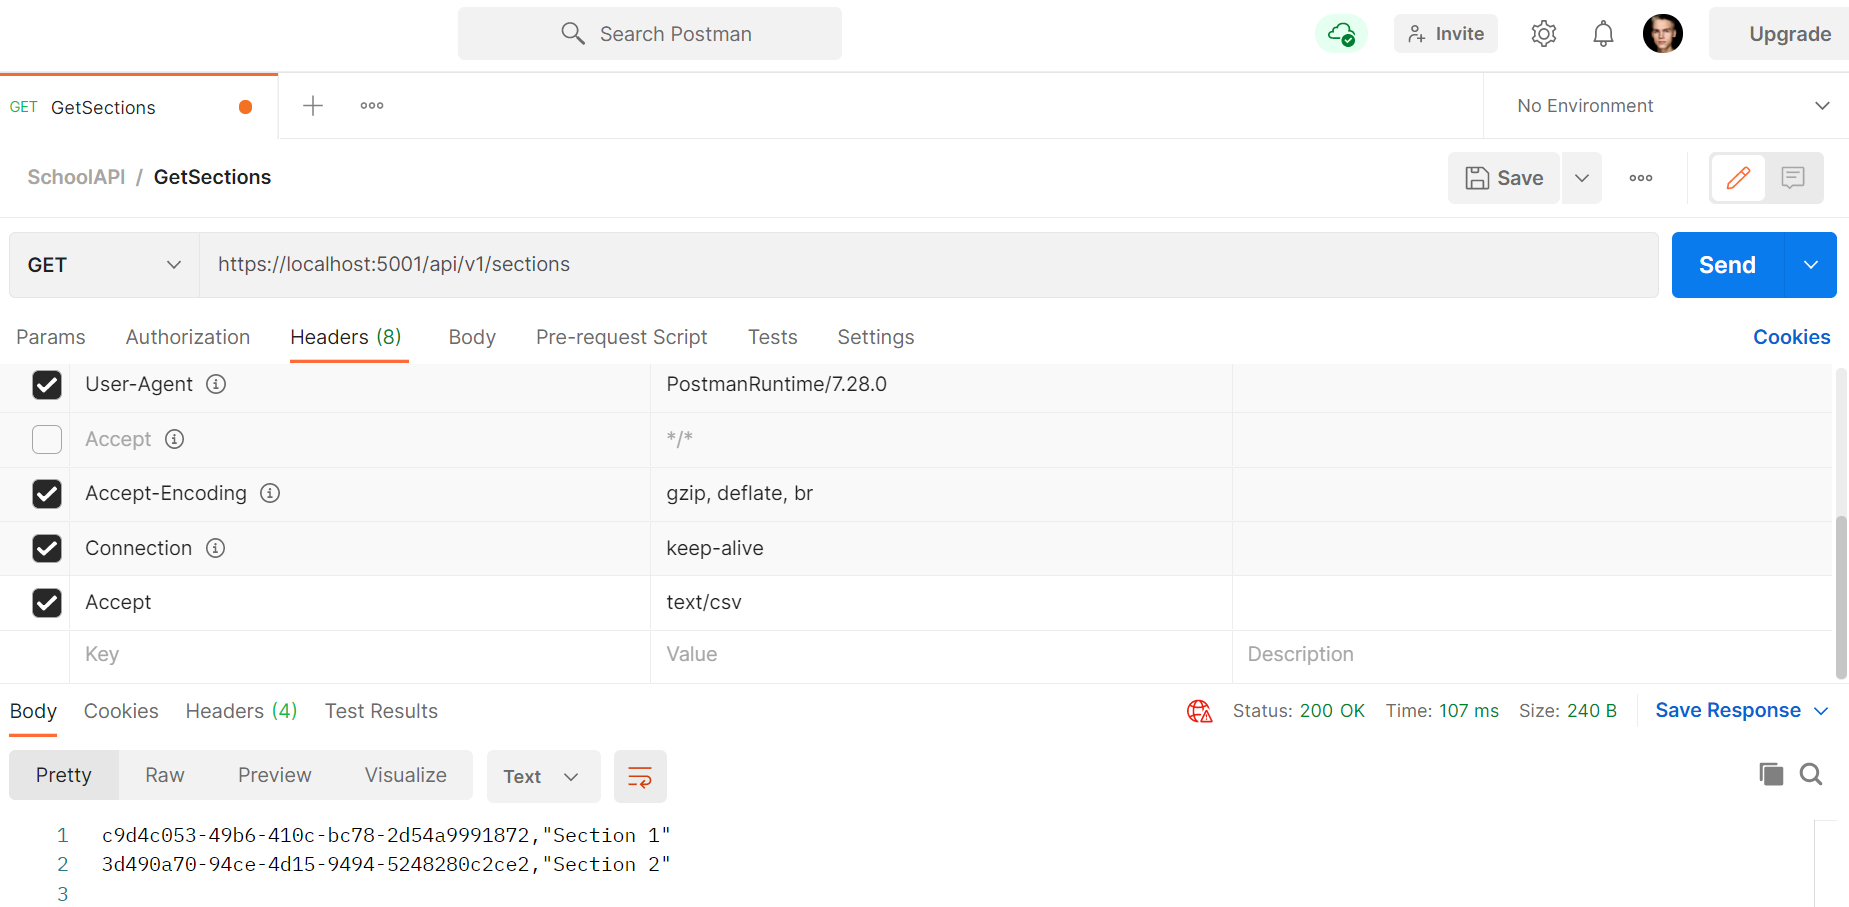 Search Postman
Invite
Upgrade
GET GetSections
No Environment
SchoolAPI / GetSections
Save
GET https://localhost:5001/api/v1/sections Send
Params Authorization Headers (8) Body Pre-request Script Tests Settings Cookies
User-Agent PostmanRuntime/7.28.0
Accept */*
Accept-Encoding gzip, deflate, br
Connection keep-alive
Accept text/csv
Key Value Description
Body Cookies Headers (4) Test Results Status: 200 OK Time: 107 ms Size: 240 B Save Response
Pretty Raw Preview Visualize Text
1 c9d4c053-49b6-410c-bc78-2d54a9991872,"Section 1"
2 3d490a70-94ce-4d15-9494-5248280c2ce2,"Section 2"
3